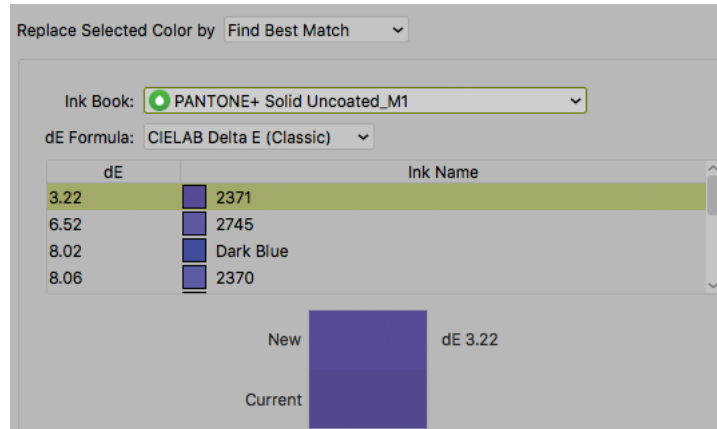 Replace Selected Color by Find Best Match
Ink Book: PANTONE+ Solid Uncoated_M1
dE Formula: CIELAB Delta E (Classic)
dE Ink Name
3.22 2371
6.52 2745
8.02 Dark Blue
8.06 2370
New dE 3.22
Current